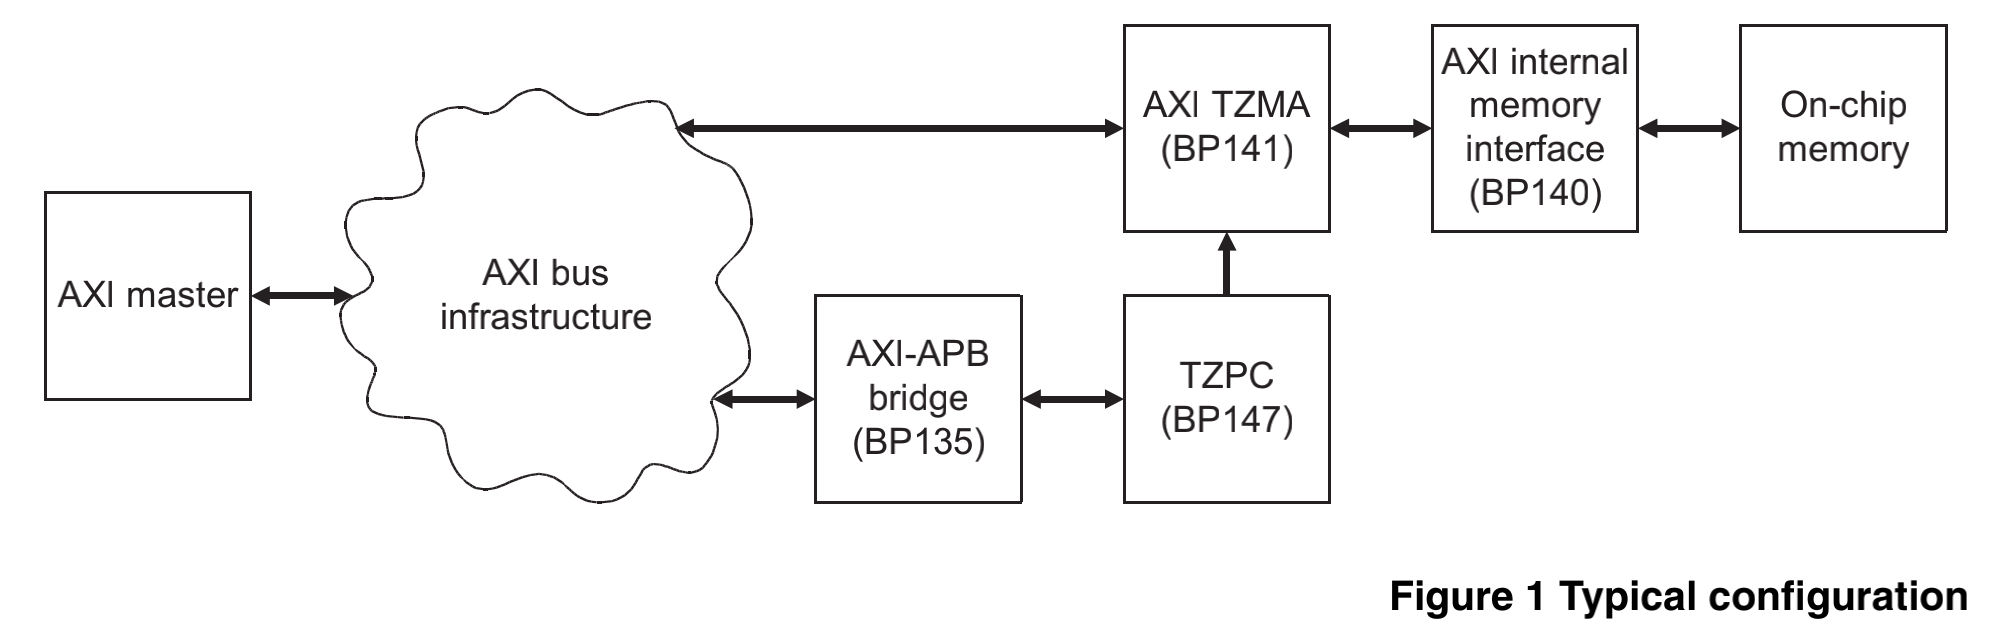 AXI master
AXI bus
infrastructure
AXI TZMA
(BP141)
AXI internal
memory
interface
(BP140)
On-chip
memory
AXI-APB
bridge
(BP135)
TZPC
(BP147)
Figure 1 Typical configuration